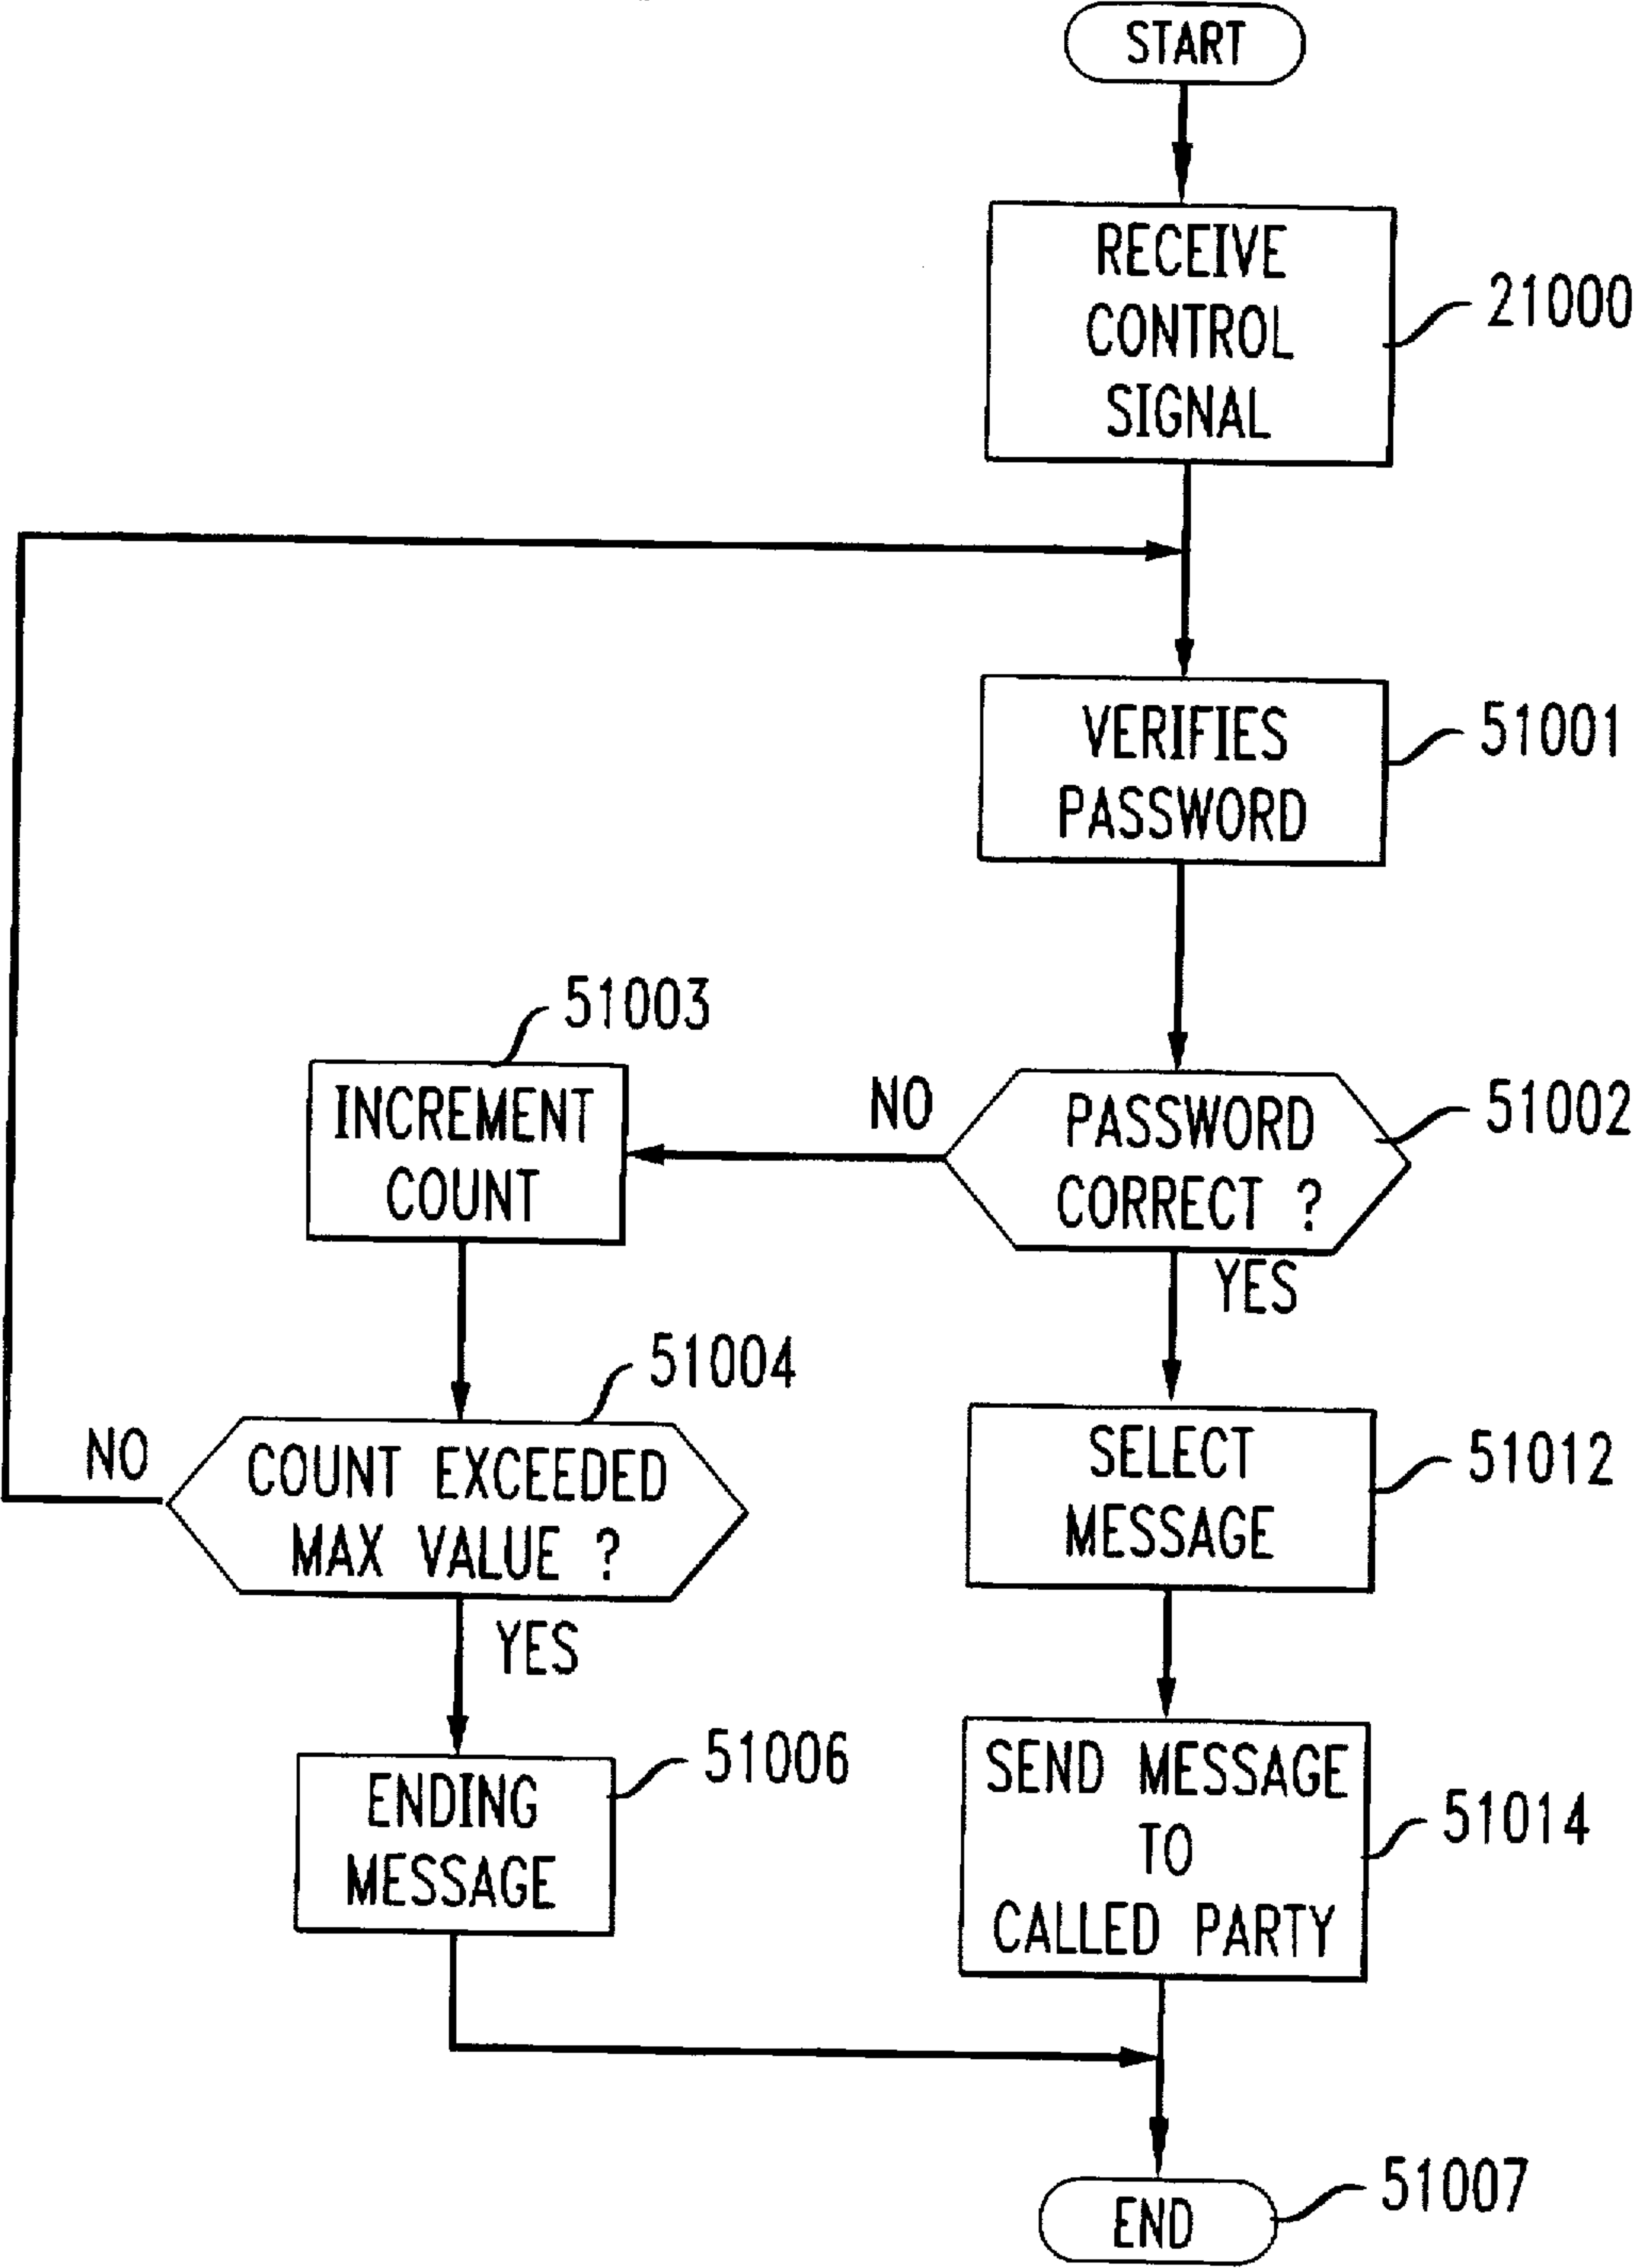 START
RECEIVE
CONTROL
SIGNAL
21000
VERIFIES
PASSWORD
51001
51003
INCREMENT
COUNT
NO
PASSWORD
CORRECT ?
51002
YES
51004
NO
COUNT EXCEEDED
MAX VALUE ?
YES
SELECT
MESSAGE
51012
51006
ENDING
MESSAGE
SEND MESSAGE
TO
CALLED PARTY
51014
END
51007